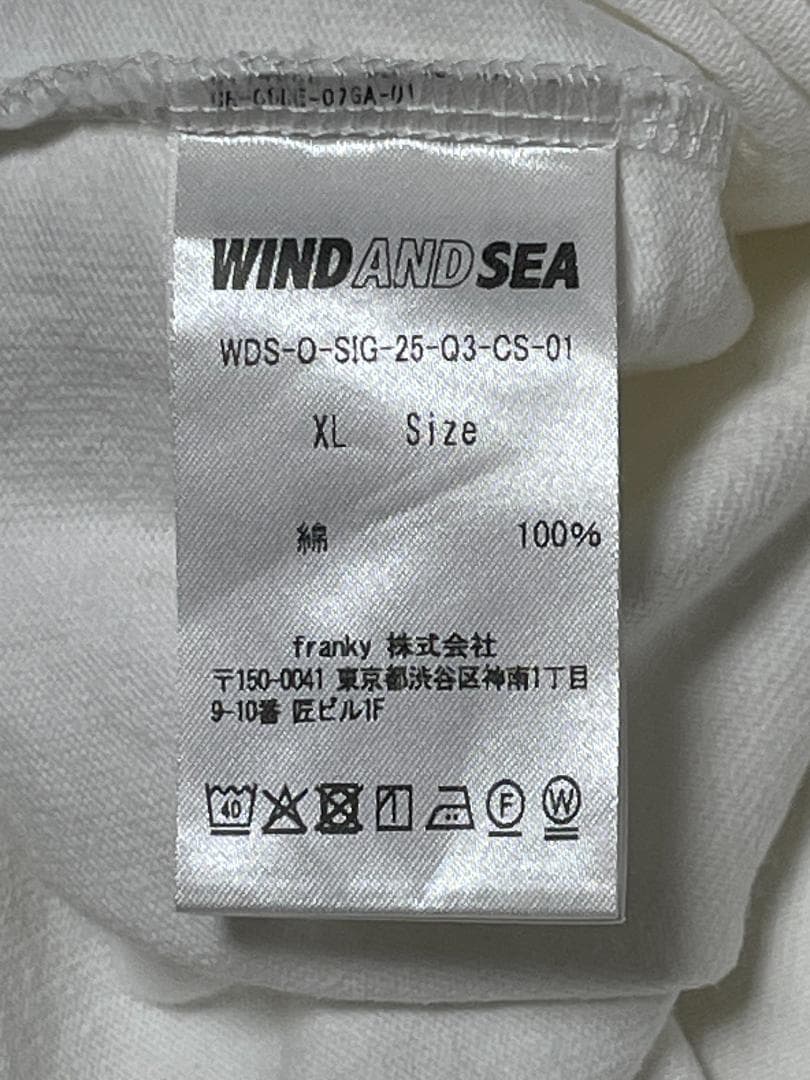 WIND AND SEA
WDS-O-SIG-25-Q3-CS-01
XL Size
綿 100%
franky 株式会社
〒150-0041 東京都渋谷区神南1丁目
9-10番 匠ビル1F
40
F
W